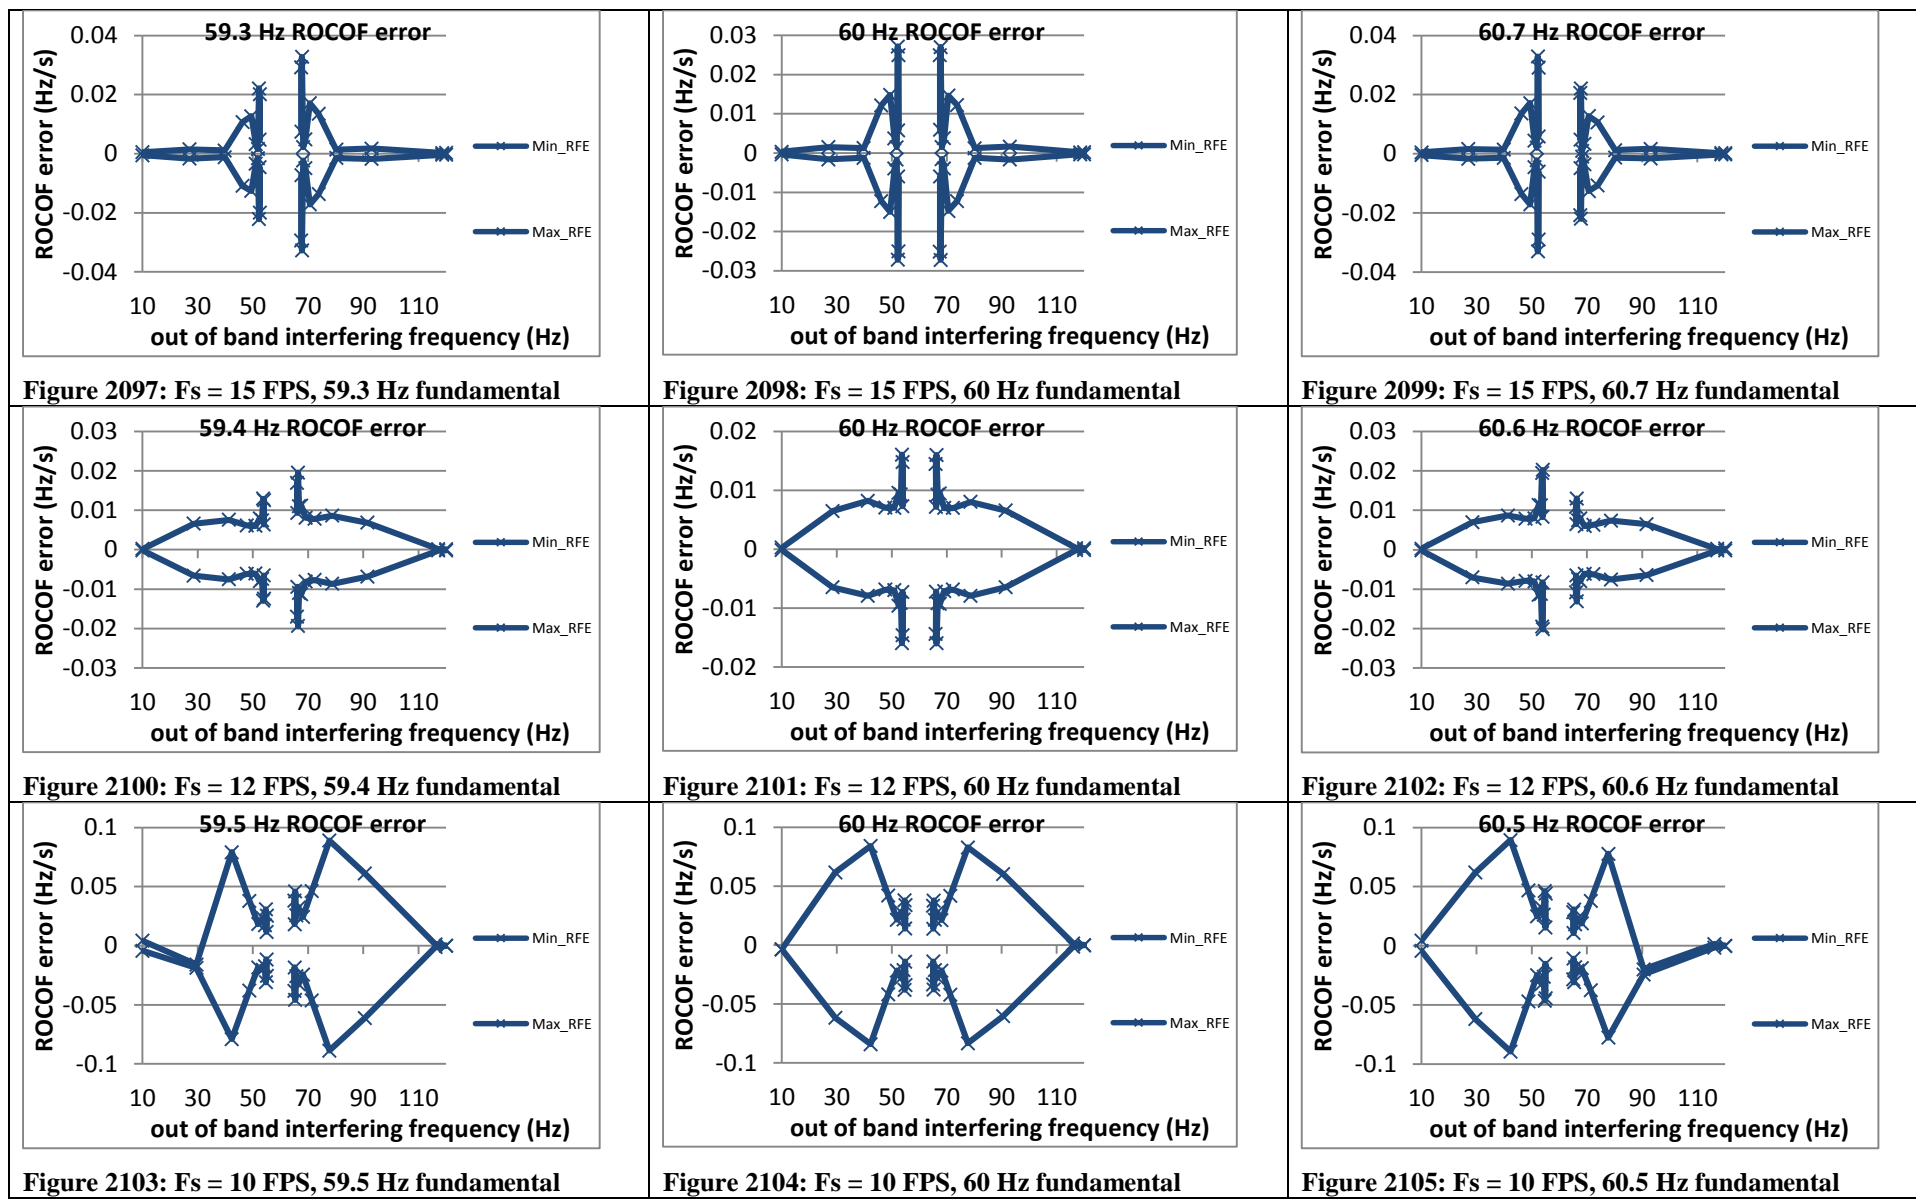 59.3 Hz ROCOF error
ROCOF error (Hz/s)
0.04
0.02
0
-0.02
-0.04
10 30 50 70 90 110
out of band interfering frequency (Hz)
Min_RFE
Max_RFE
Figure 2097: Fs = 15 FPS, 59.3 Hz fundamental
60 Hz ROCOF error
ROCOF error (Hz/s)
0.03
0.02
0.01
0
-0.01
-0.02
-0.03
10 30 50 70 90 110
out of band interfering frequency (Hz)
Min_RFE
Max_RFE
Figure 2098: Fs = 15 FPS, 60 Hz fundamental
60.7 Hz ROCOF error
ROCOF error (Hz/s)
0.04
0.02
0
-0.02
-0.04
10 30 50 70 90 110
out of band interfering frequency (Hz)
Min_RFE
Max_RFE
Figure 2099: Fs = 15 FPS, 60.7 Hz fundamental
59.4 Hz ROCOF error
ROCOF error (Hz/s)
0.03
0.02
0.01
0
-0.01
-0.02
-0.03
10 30 50 70 90 110
out of band interfering frequency (Hz)
Min_RFE
Max_RFE
Figure 2100: Fs = 12 FPS, 59.4 Hz fundamental
60 Hz ROCOF error
ROCOF error (Hz/s)
0.02
0.01
0
-0.01
-0.02
10 30 50 70 90 110
out of band interfering frequency (Hz)
Min_RFE
Max_RFE
Figure 2101: Fs = 12 FPS, 60 Hz fundamental
60.6 Hz ROCOF error
ROCOF error (Hz/s)
0.03
0.02
0.01
0
-0.01
-0.02
-0.03
10 30 50 70 90 110
out of band interfering frequency (Hz)
Min_RFE
Max_RFE
Figure 2102: Fs = 12 FPS, 60.6 Hz fundamental
59.5 Hz ROCOF error
ROCOF error (Hz/s)
0.1
0.05
0
-0.05
-0.1
10 30 50 70 90 110
out of band interfering frequency (Hz)
Min_RFE
Max_RFE
Figure 2103: Fs = 10 FPS, 59.5 Hz fundamental
60 Hz ROCOF error
ROCOF error (Hz/s)
0.1
0.05
0
-0.05
-0.1
10 30 50 70 90 110
out of band interfering frequency (Hz)
Min_RFE
Max_RFE
Figure 2104: Fs = 10 FPS, 60 Hz fundamental
60.5 Hz ROCOF error
ROCOF error (Hz/s)
0.1
0.05
0
-0.05
-0.1
10 30 50 70 90 110
out of band interfering frequency (Hz)
Min_RFE
Max_RFE
Figure 2105: Fs = 10 FPS, 60.5 Hz fundamental